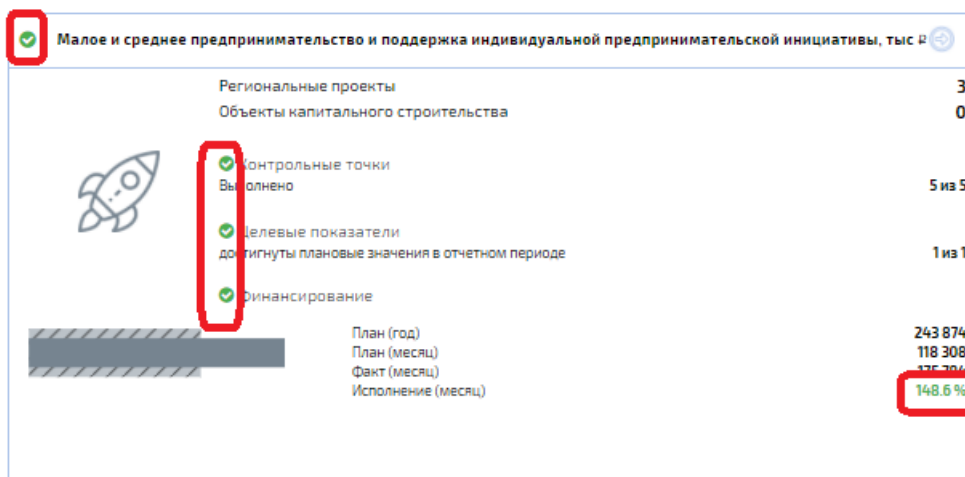 Малое и среднее предпринимательство и поддержка индивидуальной предпринимательской инициативы, тыс ₽
Региональные проекты 3
Объекты капитального строительства 0
Контрольные точки
Выполнено 5 из 5
Целевые показатели
достигнуты плановые значения в отчетном периоде 1 из 1
Финансирование
План (год) 243 874
План (месяц) 118 308
Факт (месяц)
Исполнение (месяц) 148.6 %